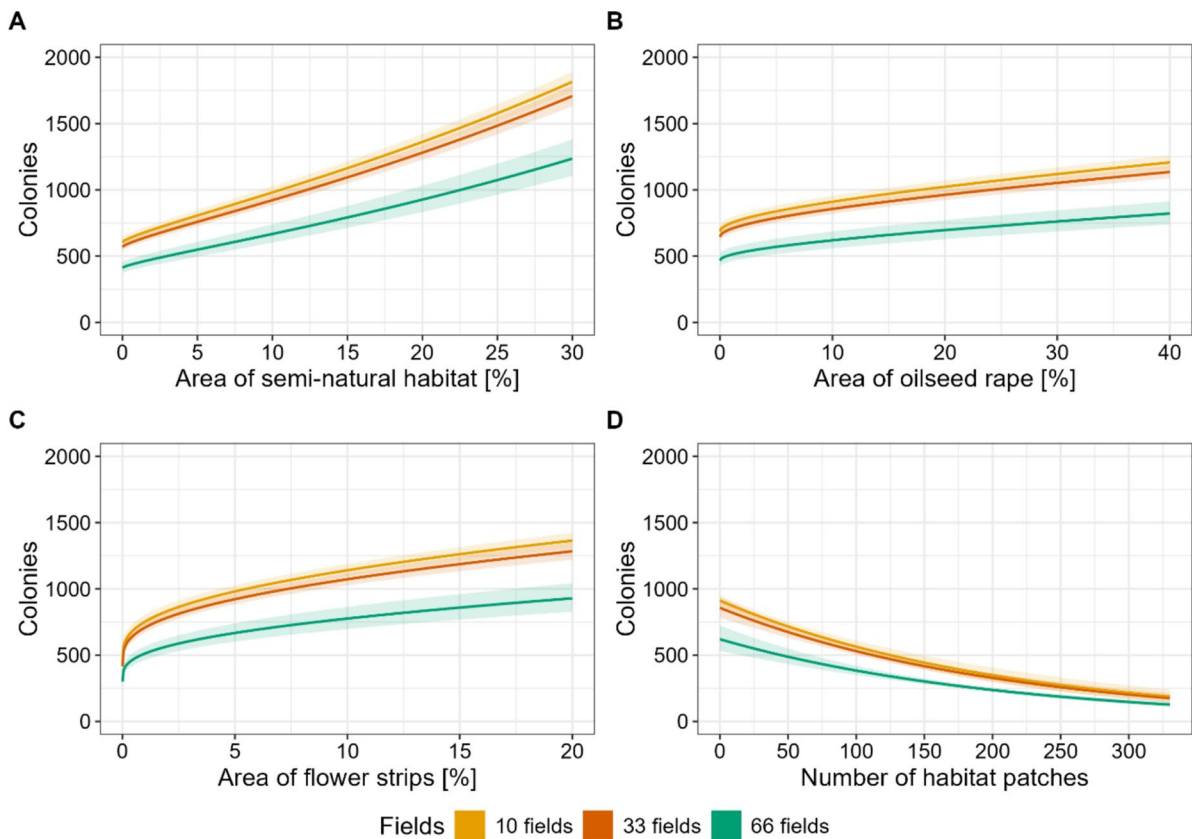 A
2000
1500
1000
500
0
Colonies
0 5 10 15 20 25 30
Area of semi-natural habitat [%]
B
2000
1500
1000
500
0
Colonies
0 10 20 30 40
Area of oilseed rape [%]
C
2000
1500
1000
500
0
Colonies
0 5 10 15 20
Area of flower strips [%]
D
2000
1500
1000
500
0
Colonies
0 50 100 150 200 250 300
Number of habitat patches
Fields 10 fields 33 fields 66 fields